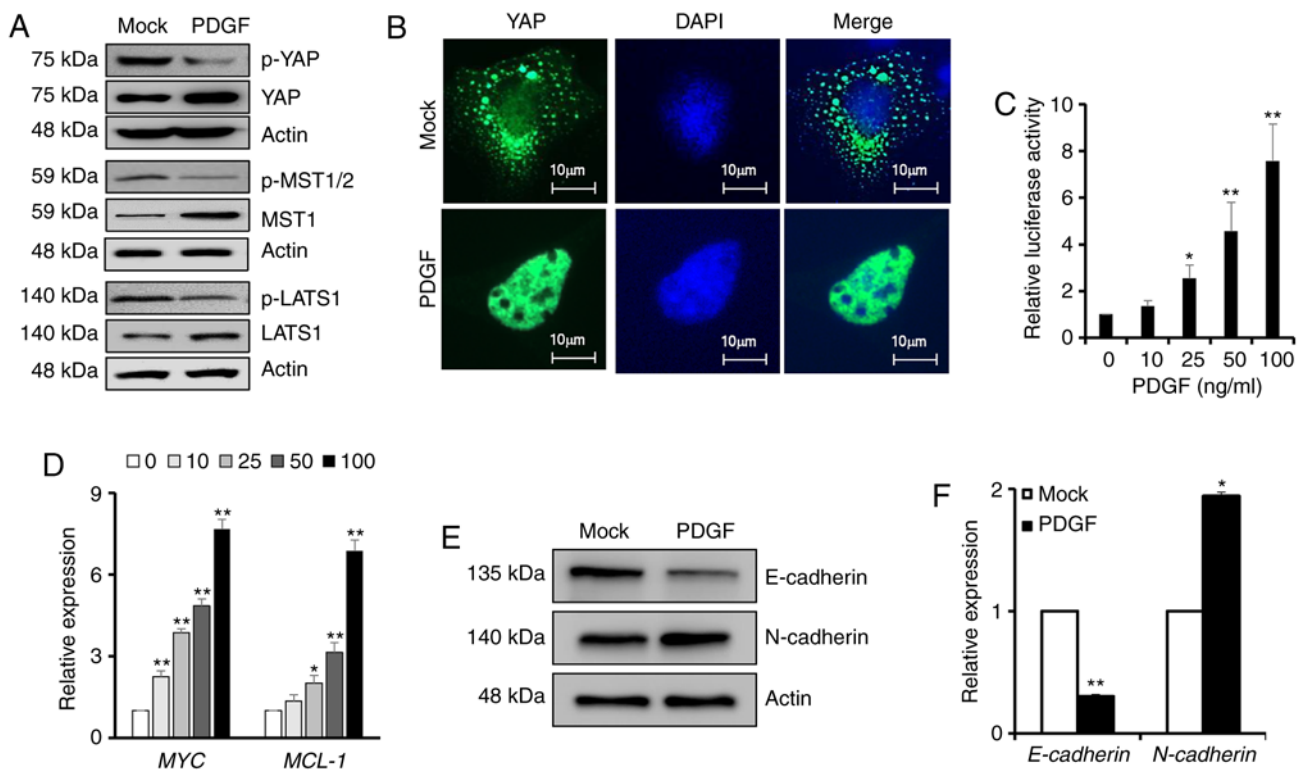 A
Mock PDGF
75 kDa p-YAP
75 kDa YAP
48 kDa Actin
59 kDa p-MST1/2
59 kDa MST1
48 kDa Actin
140 kDa p-LATS1
140 kDa LATS1
48 kDa Actin
B
YAP DAPI Merge
Mock
10µm 10µm 10µm
PDGF
10µm 10µm 10µm
C
Relative luciferase activity
10
8
6
4
2
0
* ** **
0 10 25 50 100
PDGF (ng/ml)
D
0 10 25 50 100
Relative expression
9
6
3
0
** ** ** ** * ** **
MYC MCL-1
E
Mock PDGF
135 kDa E-cadherin
140 kDa N-cadherin
48 kDa Actin
F
Mock
PDGF
Relative expression
2
1
0
** *
E-cadherin N-cadherin